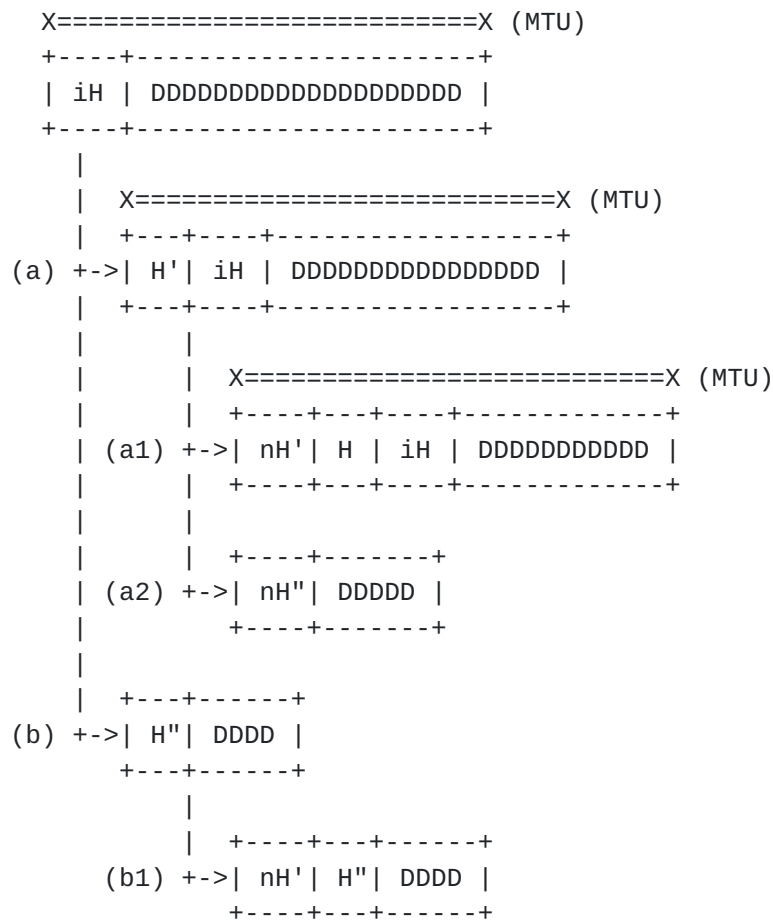 X===========================X (MTU)
  +----+----------------------+
  | iH | DDDDDDDDDDDDDDDDDDDD |
  +----+----------------------+
    |
    |  X===========================X (MTU)
    |  +---+----+------------------+
(a) +->| H'| iH | DDDDDDDDDDDDDDDD |
    |  +---+----+------------------+
    |      |
    |      |  X===========================X (MTU)
    |      |  +----+---+----+-------------+
    | (a1) +->| nH'| H | iH | DDDDDDDDDDD |
    |      |  +----+---+----+-------------+
    |      |
    |      |  +----+-------+
    | (a2) +->| nH"| DDDDD |
    |         +----+-------+
    |
    |  +---+------+
(b) +->| H"| DDDD |
       +---+------+
           |
           |  +----+---+------+
      (b1) +->| nH'| H"| DDDD |
              +----+---+------+